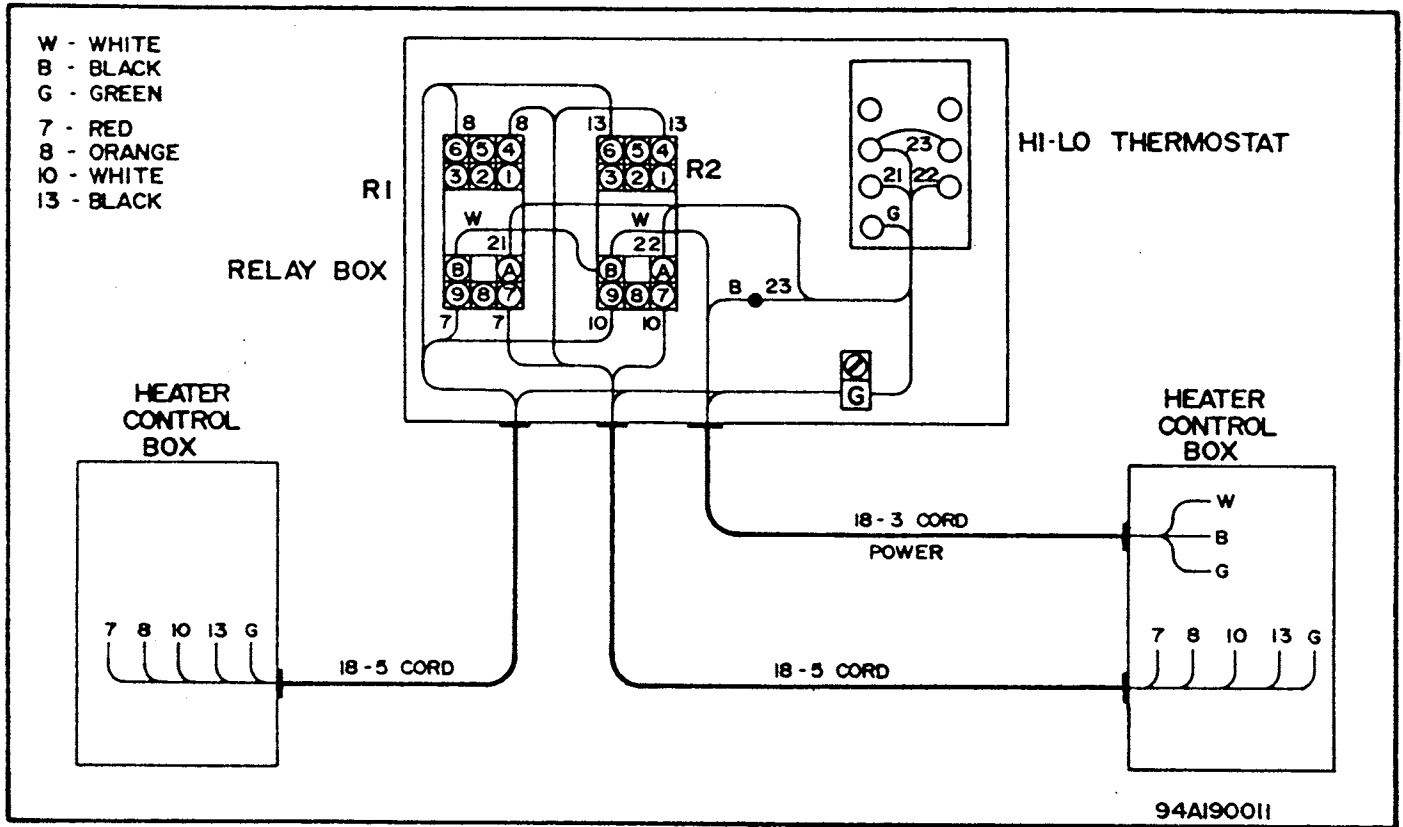 W - WHITE
B - BLACK
G - GREEN
7 - RED
8 - ORANGE
10 - WHITE
13 - BLACK
8 8 13 13
6 5 4 6 5 4
3 2 1 3 2 1
R1
R2
W W
21 22
B A B A
9 8 7 9 8 7
7 7 10 10
RELAY BOX
HI-LO THERMOSTAT
23
21 22
G
B 23
G
HEATER
CONTROL
BOX
7 8 10 13 G
18-5 CORD
18-5 CORD
18-3 CORD
POWER
HEATER
CONTROL
BOX
W
B
G
7 8 10 13 G
94A190011